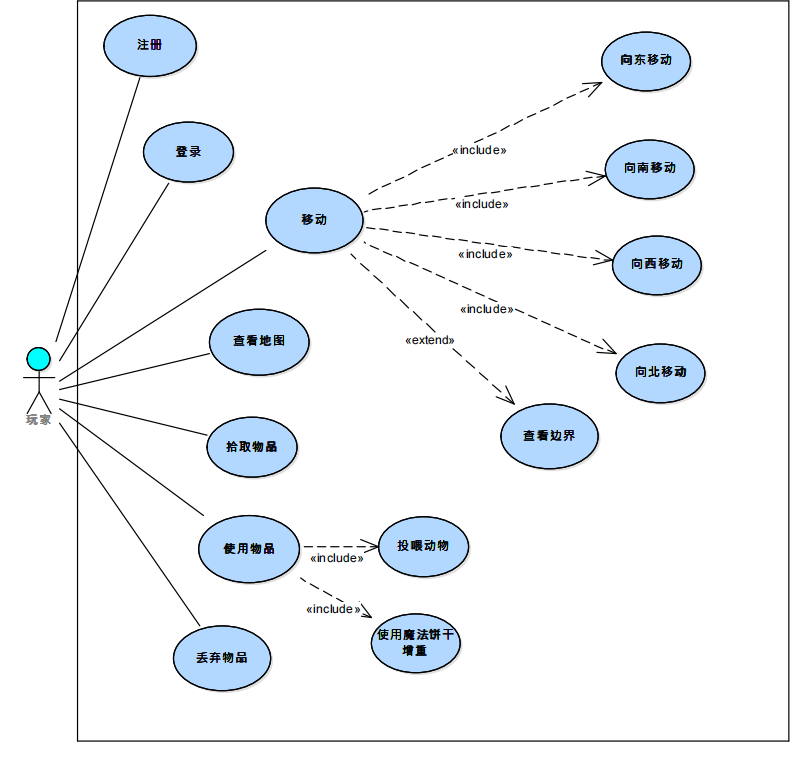 注册
向东移动
登录
«include»
向南移动
«include»
移动
«include»
向西移动
«include»
查看地图
«extend»
向北移动
玩家
拾取物品
查看边界
使用物品
«include»
投喂动物
«include»
使用魔法饼干
增重
丢弃物品